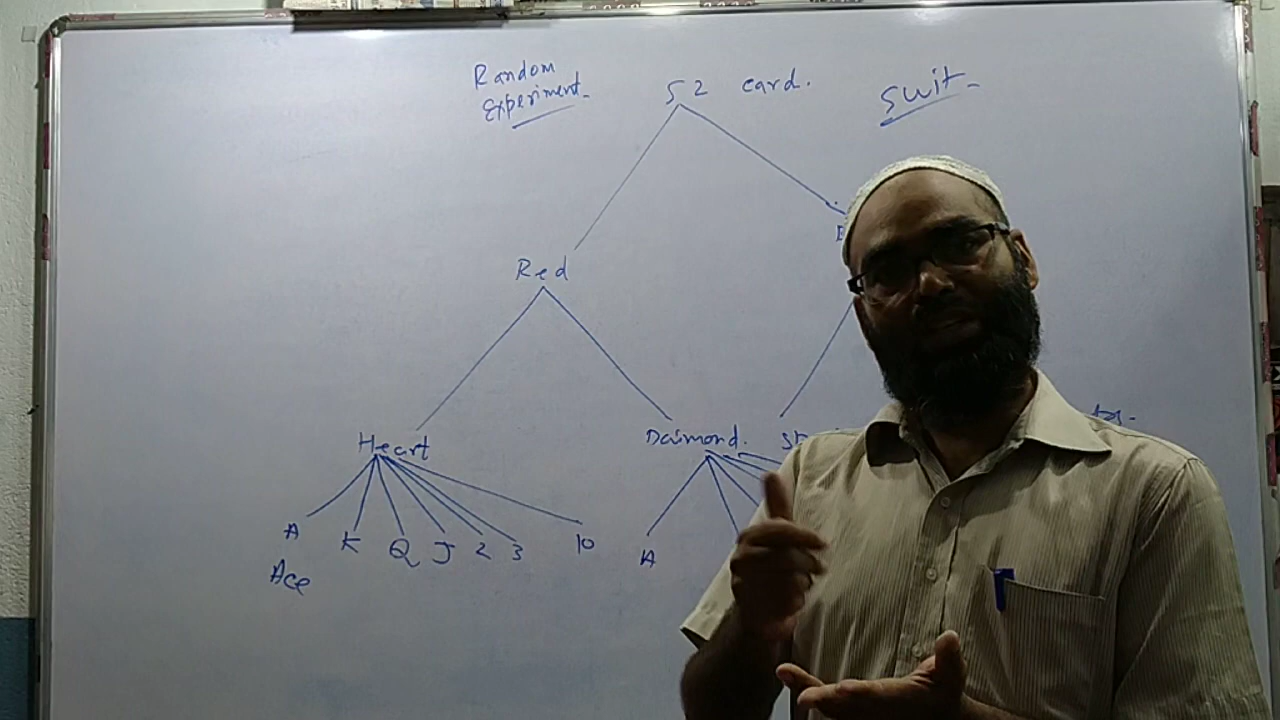 Random
Experiment.
52 card.
Suit
Red
Heart
Daimond.
A K Q J 2 3 10
A
Ace